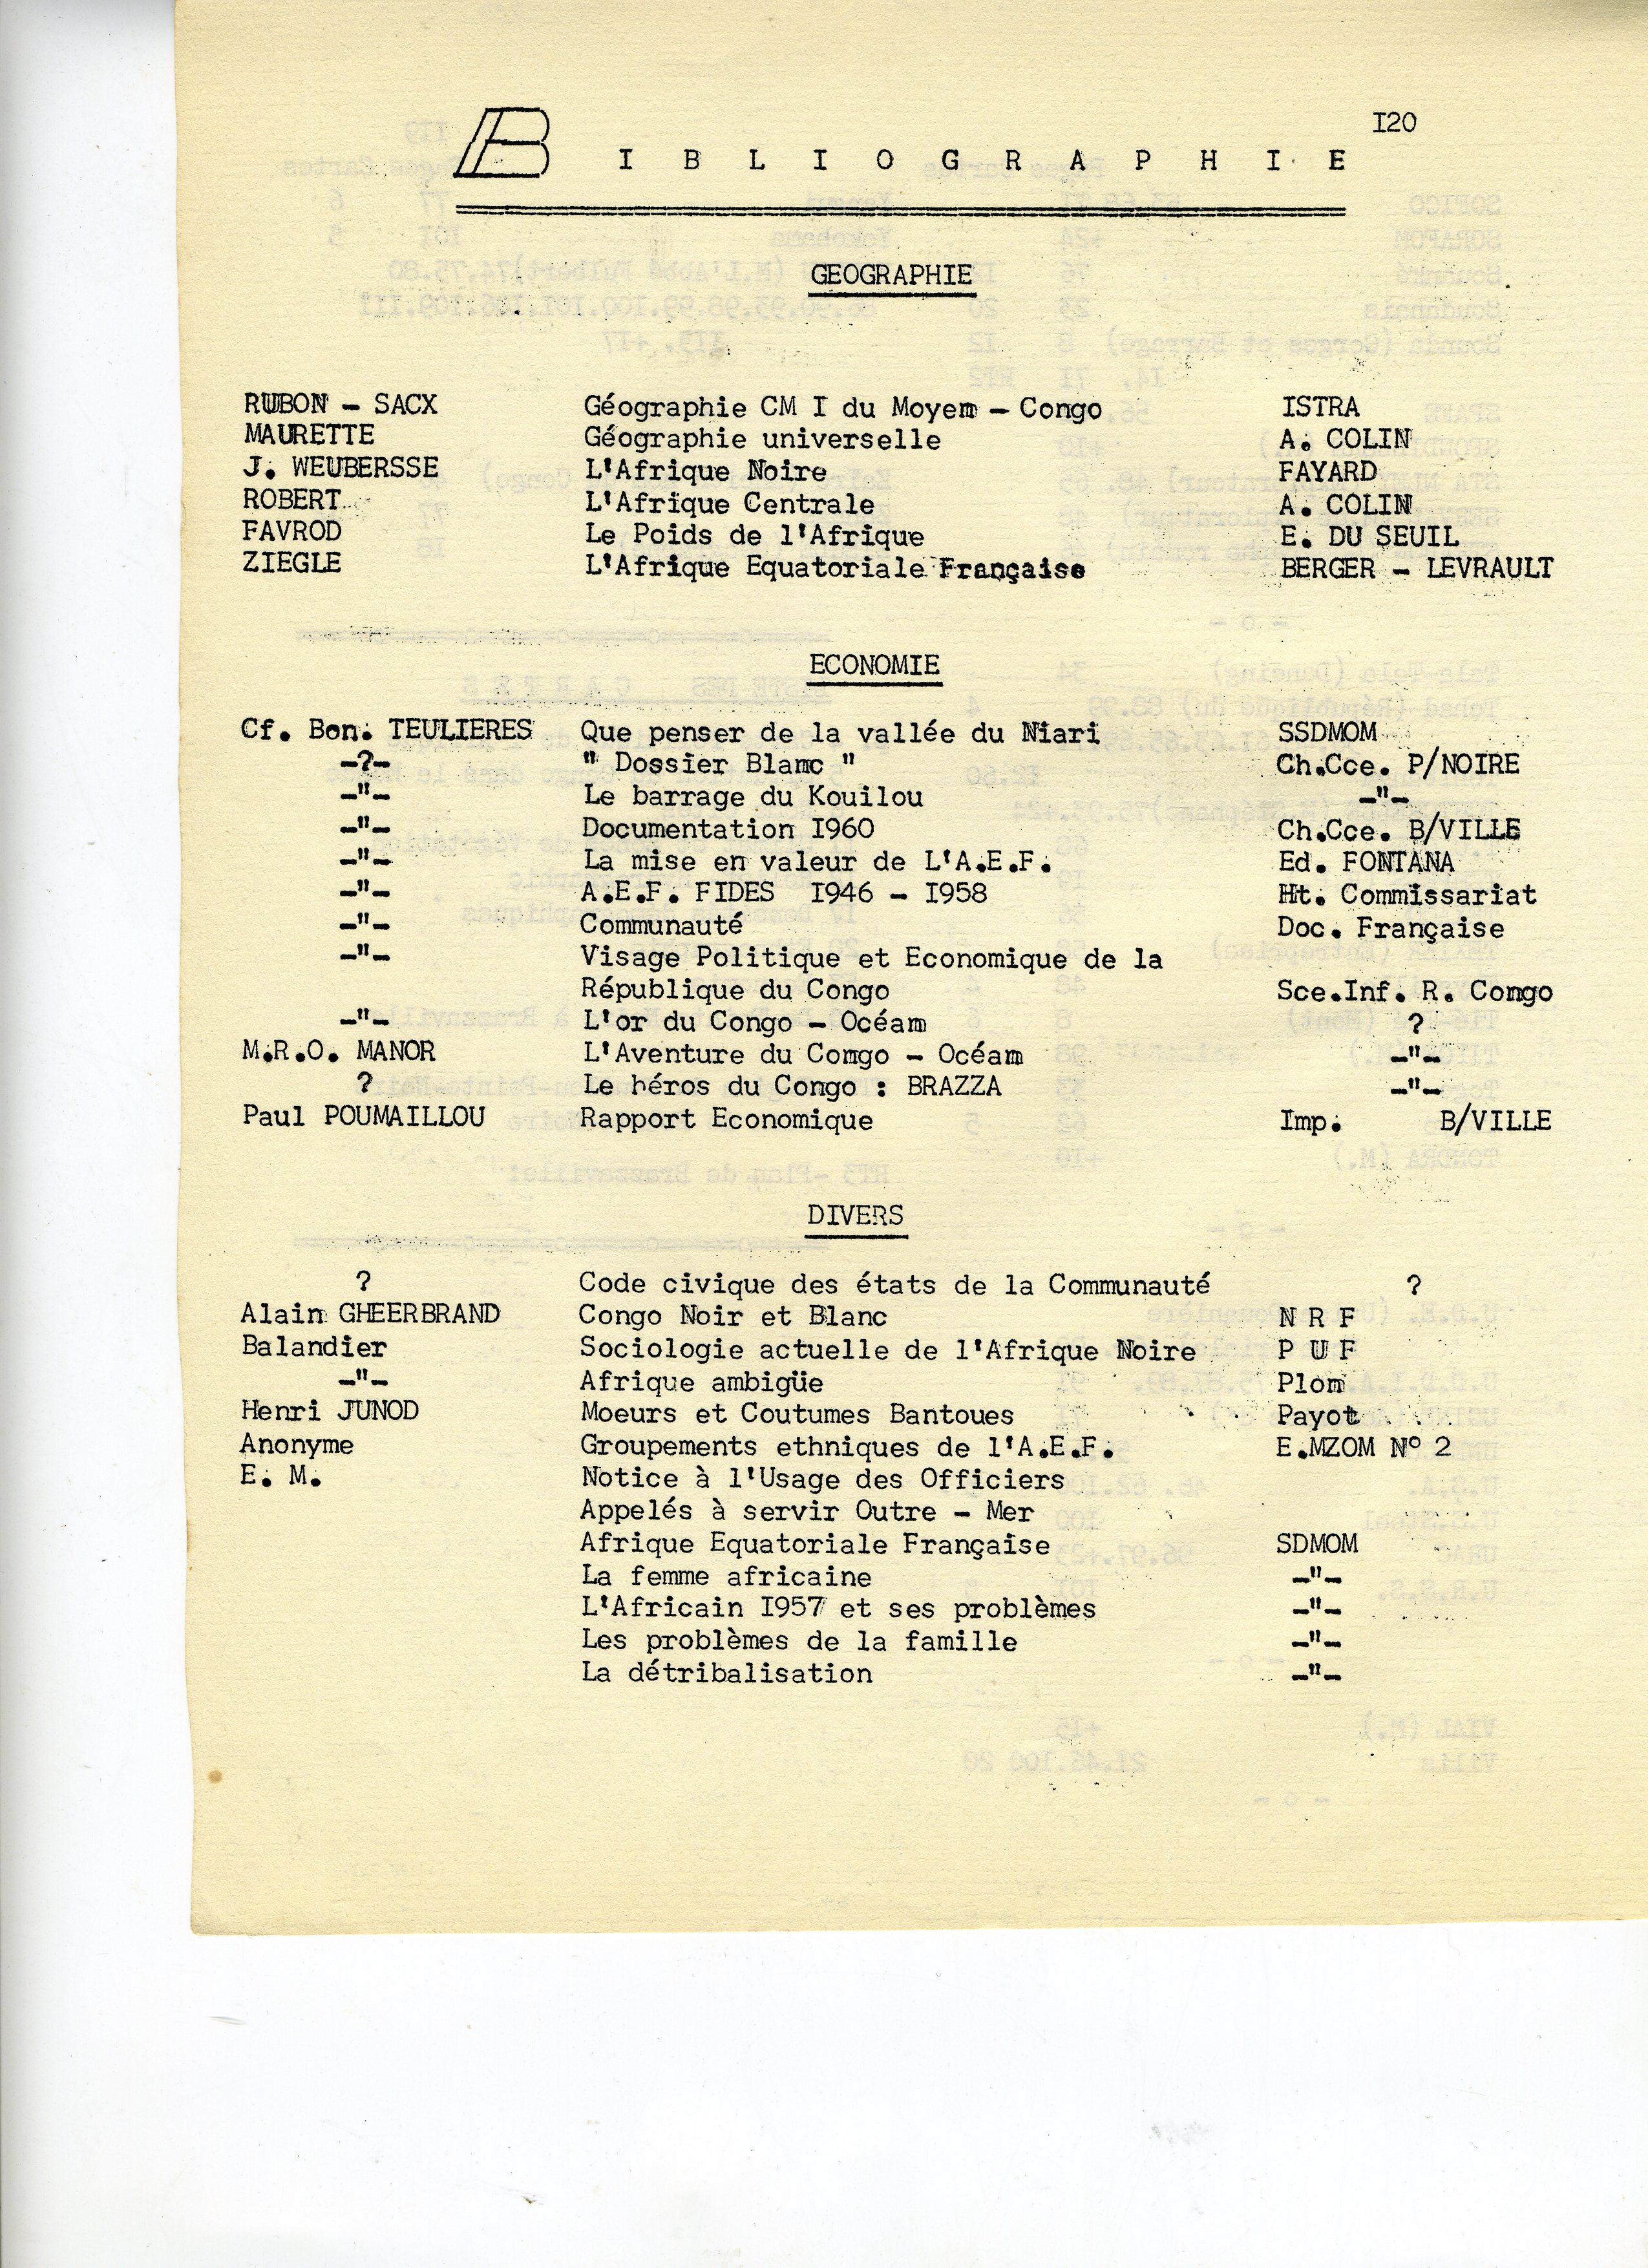 I20
B I B L I O G R A P H I E
GEOGRAPHIE
RUBON - SACX Géographie CM I du Moyen - Congo ISTRA
MAURETTE Géographie universelle A. COLIN
J. WEUBERSSE L'Afrique Noire FAYARD
ROBERT L'Afrique Centrale A. COLIN
FAVROD Le Poids de l'Afrique E. DU SEUIL
ZIEGLE L'Afrique Equatoriale Française BERGER - LEVRAULT
ECONOMIE
Cf. Bon. TEULIERES Que penser de la vallée du Niari SSDMOM
-?- " Dossier Blanc " Ch.Cce. P/NOIRE
-"- Le barrage du Kouilou -"-
-"- Documentation I960 Ch.Cce. B/VILLE
-"- La mise en valeur de L'A.E.F. Ed. FONTANA
-"- A.E.F. FIDES I946 - I958 Ht. Commissariat
-"- Communauté Doc. Française
-"- Visage Politique et Economique de la
République du Congo Sce.Inf. R. Congo
-"- L'or du Congo - Océan ?
M.R.O. MANOR L'Aventure du Congo - Océan -"-
? Le héros du Congo : BRAZZA -"-
Paul POUMAILLOU Rapport Economique Imp. B/VILLE
DIVERS
? Code civique des états de la Communauté ?
Alain GHEERBRAND Congo Noir et Blanc N R F
Balandier Sociologie actuelle de l'Afrique Noire P U F
-"- Afrique ambigüe Plon
Henri JUNOD Moeurs et Coutumes Bantoues Payot
Anonyme Groupements ethniques de l'A.E.F. E.MZOM N° 2
E. M. Notice à l'Usage des Officiers
Appelés à servir Outre - Mer
Afrique Equatoriale Française SDMOM
La femme africaine -"-
L'Africain I957 et ses problèmes -"-
Les problèmes de la famille -"-
La détribalisation -"-